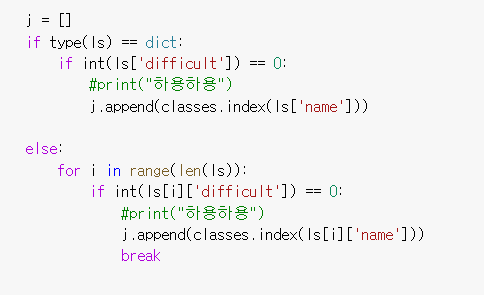 j = []
if type(ls) == dict:
if int(ls['difficult']) == 0:
#print("하용하용")
j.append(classes.index(ls['name']))
else:
for i in range(len(ls)):
if int(ls[i]['difficult']) == 0:
#print("하용하용")
j.append(classes.index(ls[i]['name']))
break